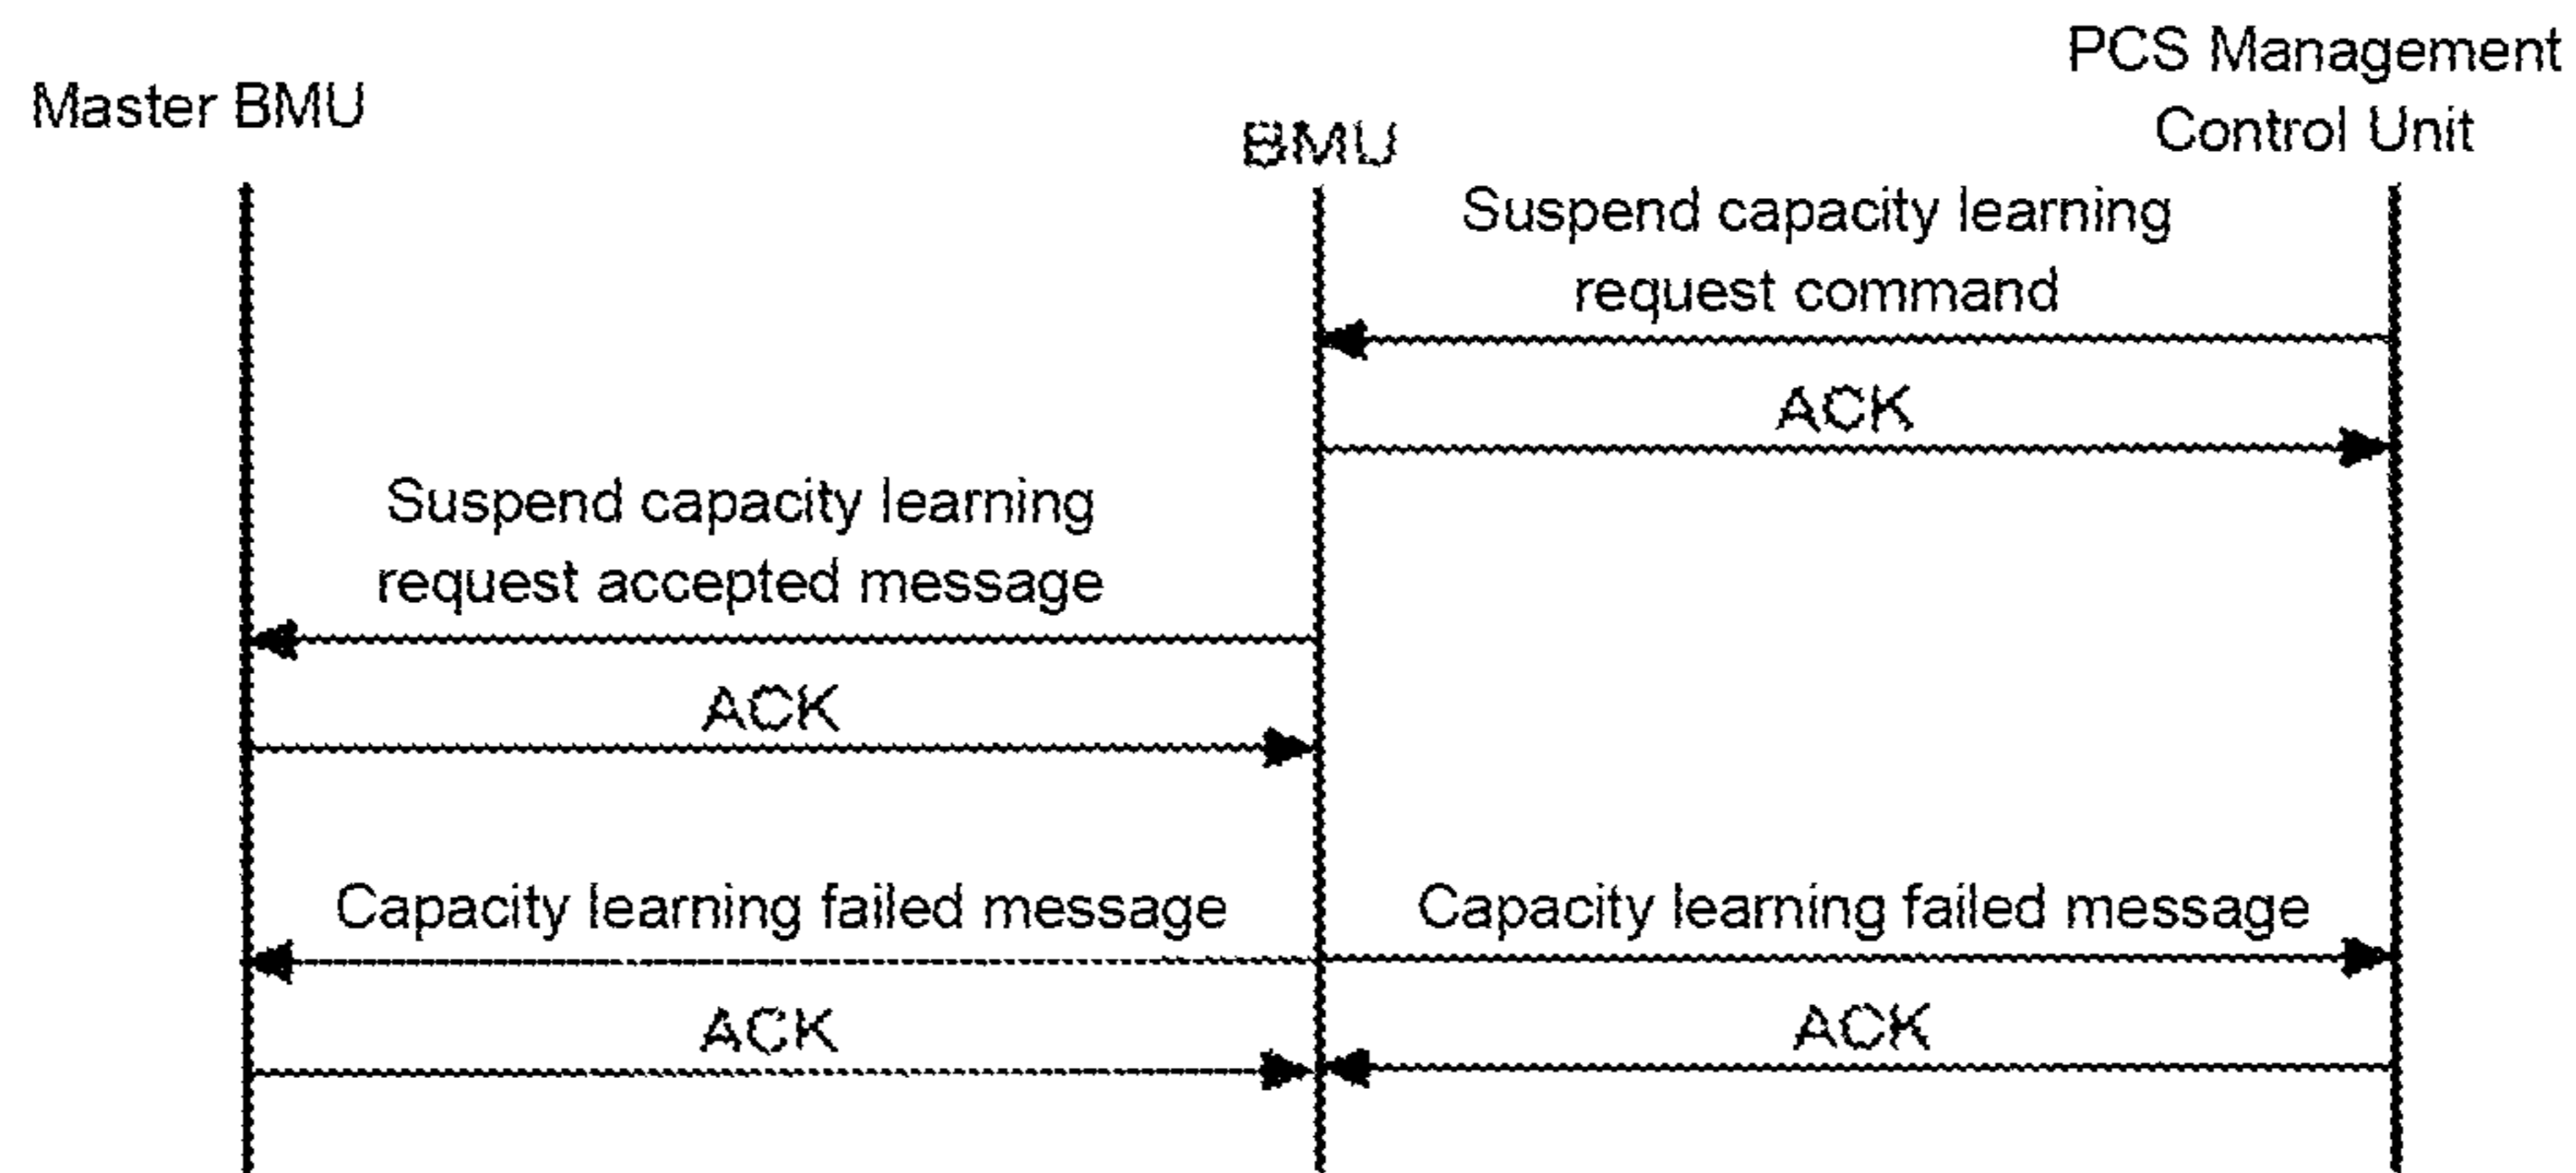 Master BMU
BMU
PCS Management
Control Unit
Suspend capacity learning
request command
ACK
Suspend capacity learning
request accepted message
ACK
Capacity learning failed message
Capacity learning failed message
ACK
ACK